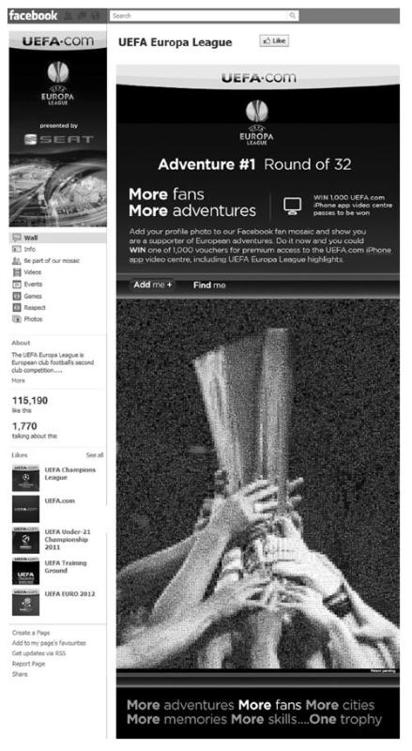 facebook
Search
UEFA.com
EUROPA
LEAGUE
presented by
SEAT
Wall
Info
Be part of our mosaic
Videos
Events
Games
Respect
Photos
About
The UEFA Europa League is
European club football's second
club competition.....
More
115,190
like this
1,770
talking about this
Likes
See all
UEFA Champions
League
UEFA.com
UEFA Under-21
Championship
2011
UEFA Training
Ground
UEFA EURO 2012
Create a Page
Add to my page's favourites
Get updates via RSS
Report Page
Share
UEFA Europa League
Like
UEFA.com
EUROPA
LEAGUE
Adventure #1 Round of 32
More fans
More adventures
WIN 1,000 UEFA.com
iPhone app video centre
passes to be won
Add your profile photo to our Facebook fan mosaic and show you
are a supporter of European adventures. Do it now and you could
WIN one of 1,000 vouchers for premium access to the UEFA.com iPhone
app video centre, including UEFA Europa League highlights.
Add me +
Find me
Patent pending
More adventures More fans More cities
More memories More skills....One trophy